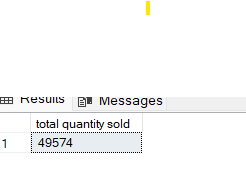 Results Messages
total quantity sold
1 49574